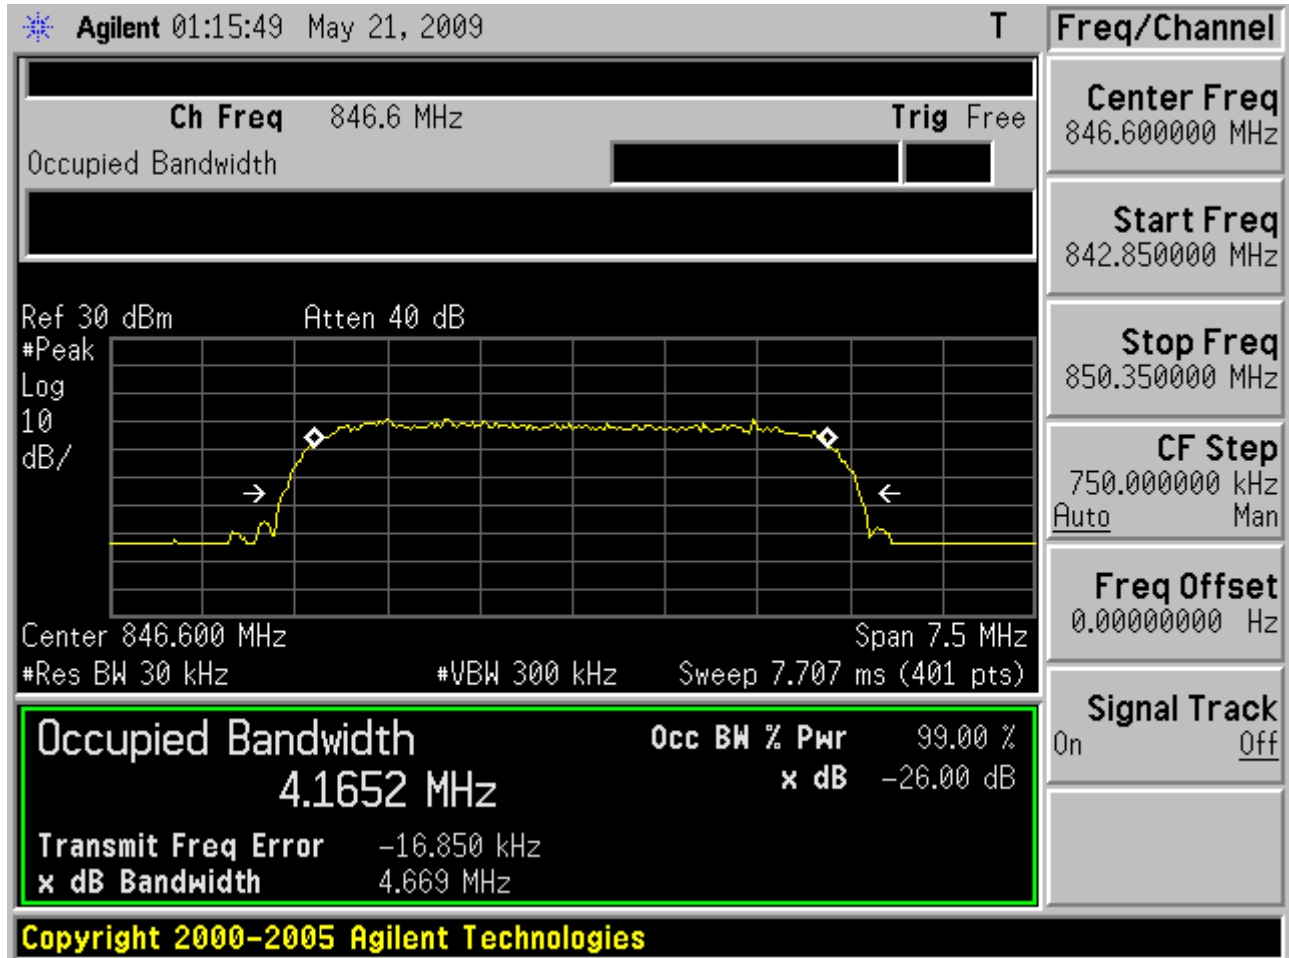 Agilent 01:15:49 May 21, 2009 T
Freq/Channel
Ch Freq 846.6 MHz Trig Free
Occupied Bandwidth
Center Freq
846.600000 MHz
Start Freq
842.850000 MHz
Stop Freq
850.350000 MHz
CF Step
750.000000 kHz
Auto Man
Freq Offset
0.00000000 Hz
Signal Track
On Off
Ref 30 dBm Atten 40 dB
#Peak
Log
10
dB/
Center 846.600 MHz Span 7.5 MHz
#Res BW 30 kHz #VBW 300 kHz Sweep 7.707 ms (401 pts)
Occupied Bandwidth Occ BW % Pwr 99.00 %
4.1652 MHz x dB -26.00 dB
Transmit Freq Error -16.850 kHz
x dB Bandwidth 4.669 MHz
Copyright 2000-2005 Agilent Technologies